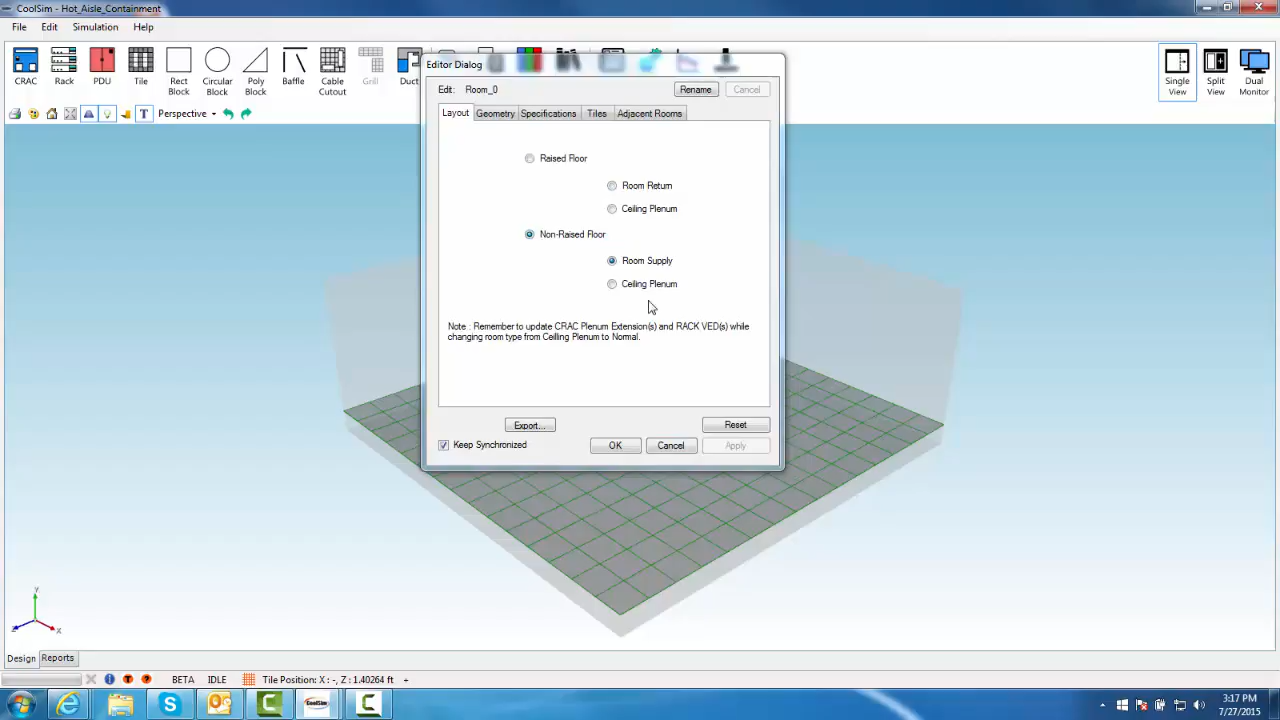 CoolSim - Hot_Aisle_Containment
File Edit Simulation Help
CRAC Rack PDU Tile Rect Block Circular Block Poly Block Baffle Cable Cutout Grill Duct
Single View Split View Dual Monitor
T Perspective
Editor Dialog
Edit: Room_0 Rename Cancel
Layout Geometry Specifications Tiles Adjacent Rooms
Raised Floor
Room Return
Ceiling Plenum
Non-Raised Floor
Room Supply
Ceiling Plenum
Note : Remember to update CRAC Plenum Extension(s) and RACK VED(s) while
changing room type from Ceilling Plenum to Normal.
Export... Reset
Keep Synchronized OK Cancel Apply
Y
Z X
Design Reports
BETA IDLE Tile Position: X : -, Z : 1.40264 ft
3:17 PM
7/27/2015